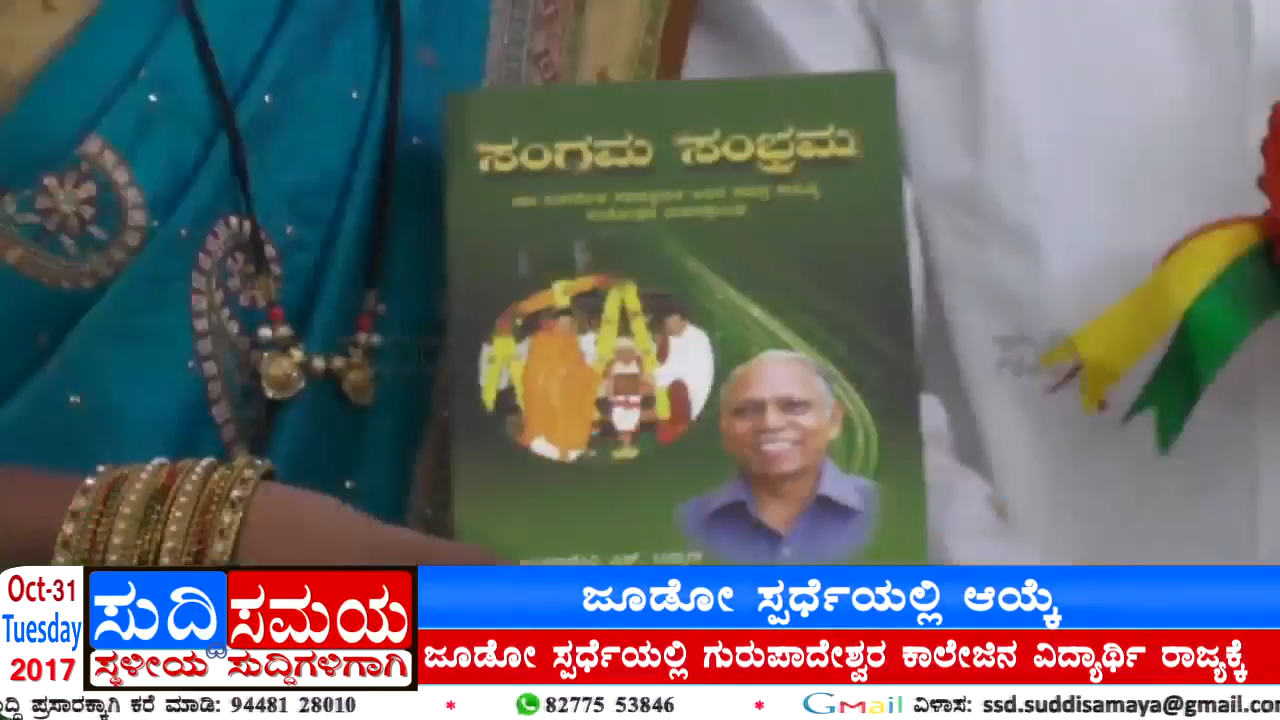 ಸಂಗಮ ಸಂಭ್ರಮ
Oct-31
Tuesday
2017
ಸುದ್ದಿ ಸಮಯ
ಸ್ಥಳೀಯ ಸುದ್ದಿಗಳಿಗಾಗಿ
ಜೂಡೋ ಸ್ಪರ್ಧೆಯಲ್ಲಿ ಆಯ್ಕೆ
ಜೂಡೋ ಸ್ಪರ್ಧೆಯಲ್ಲಿ ಗುರುಪಾದೇಶ್ವರ ಕಾಲೇಜಿನ ವಿದ್ಯಾರ್ಥಿ ರಾಜ್ಯಕ್ಕೆ
ಪ್ರಸಾರಕ್ಕಾಗಿ ಕರೆ ಮಾಡಿ: 94481 28010 * 82775 53846 * Gmail ವಿಳಾಸ: ssd.suddisamaya@gmail.co